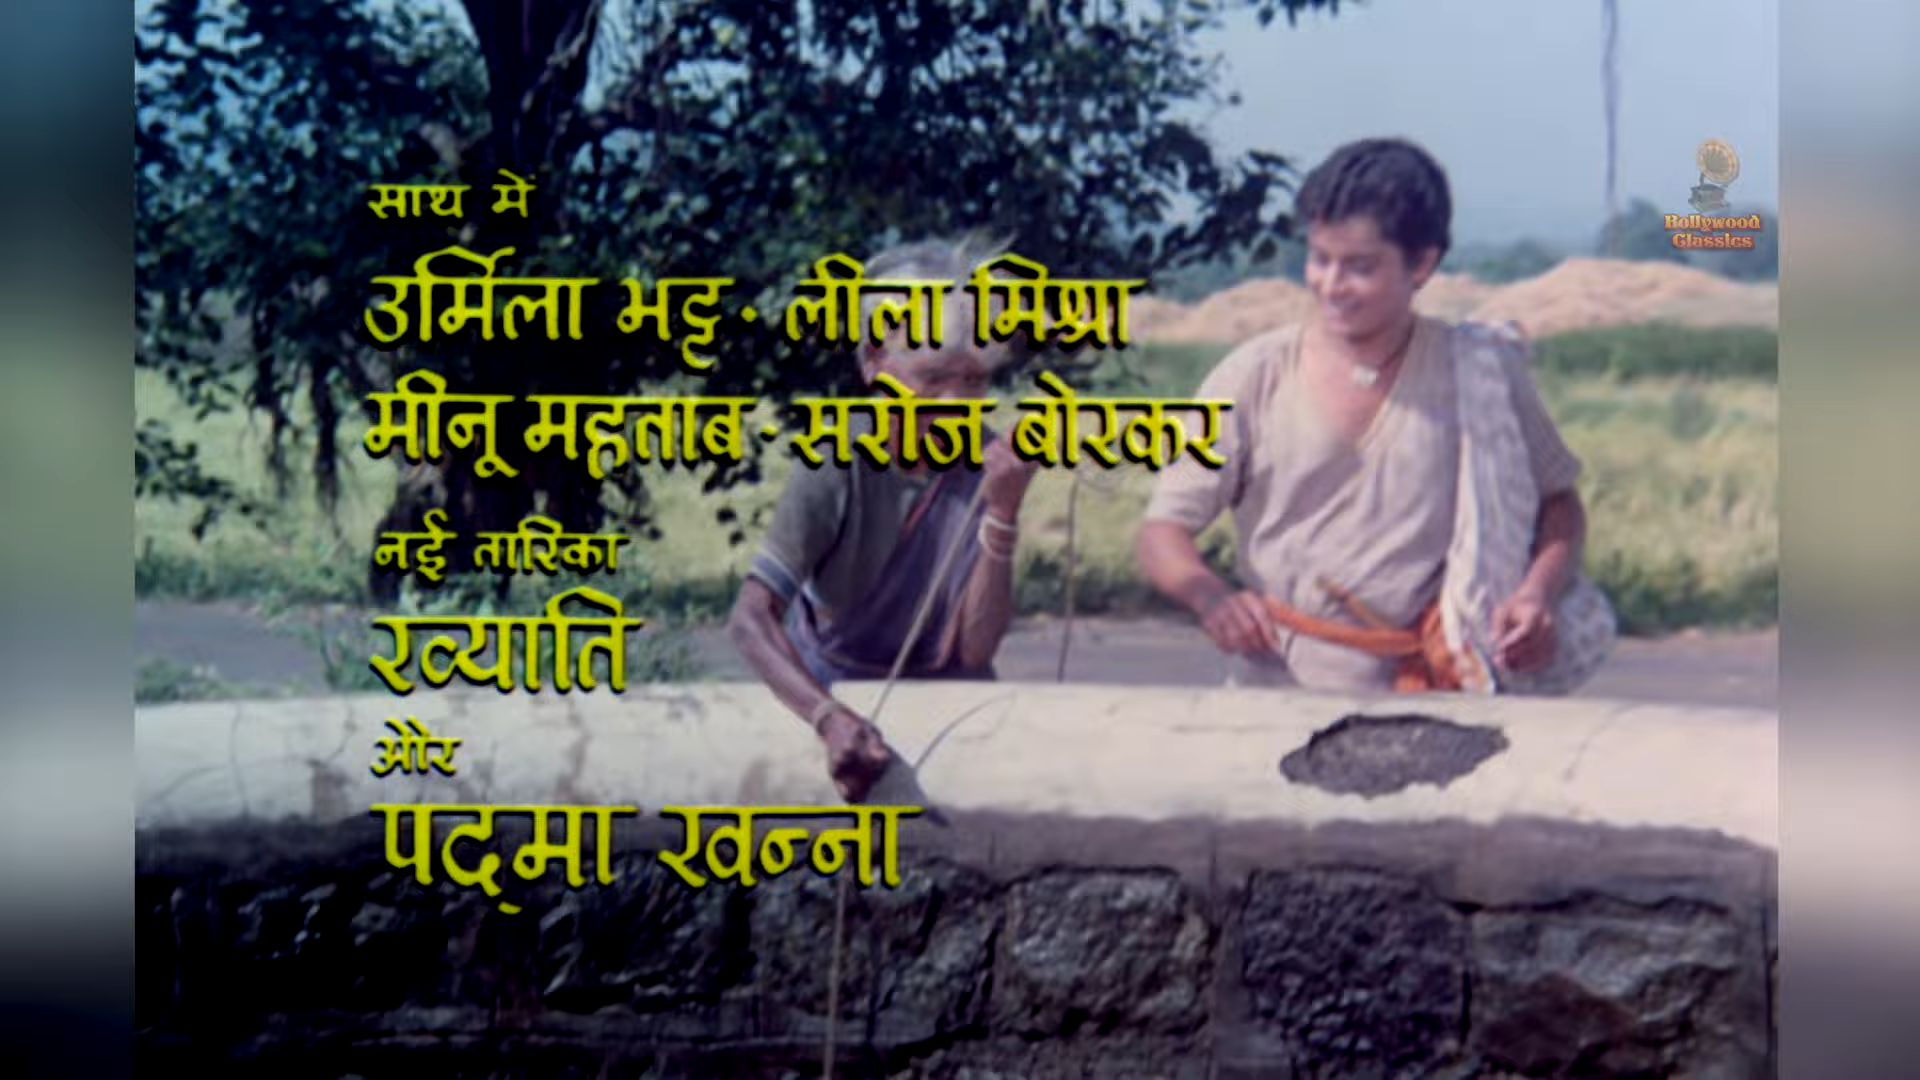 साथ में
उर्मिला भट्ट · लीला मिश्रा
मीनू महताब · सरोज बोरकर
नई तारिका
ख्याति
और
पद्मा खन्ना
Bollywood
Classics